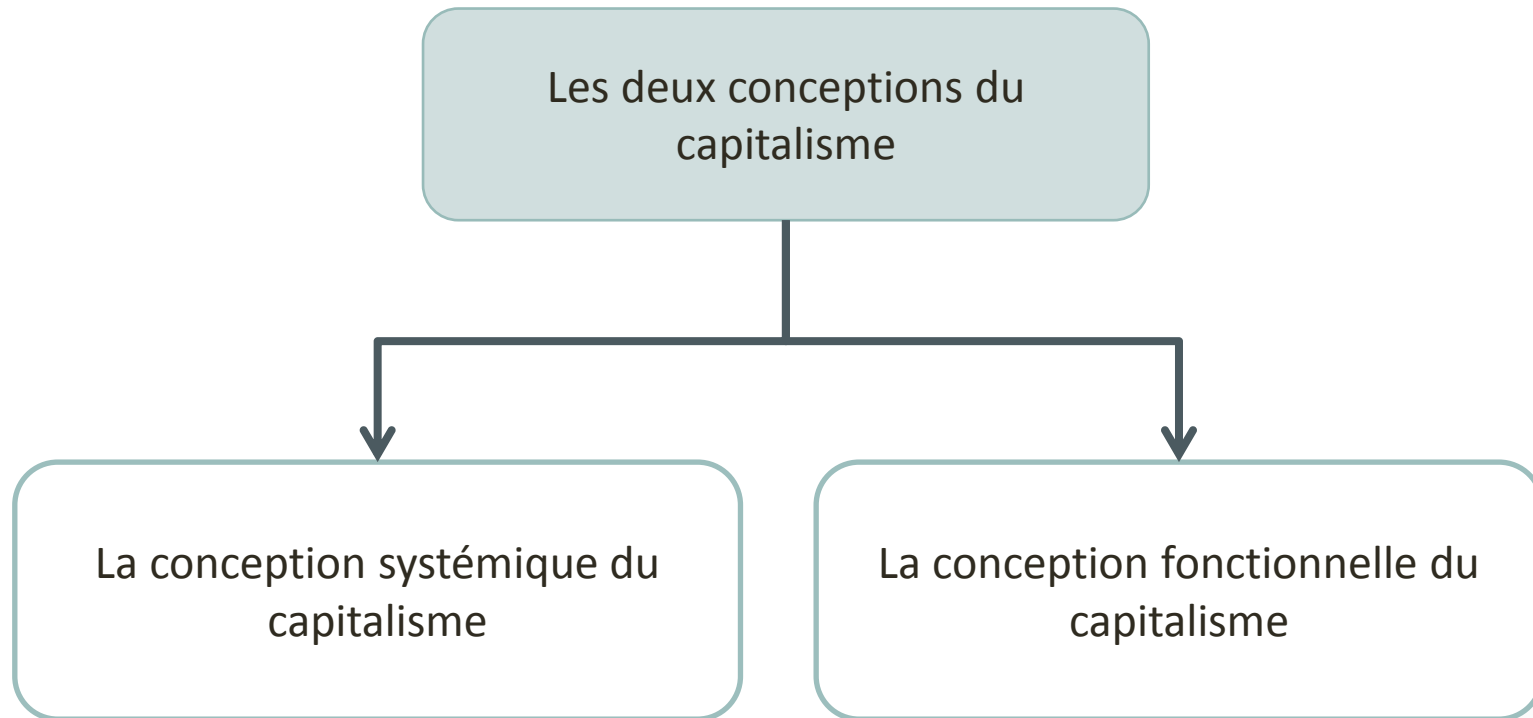 Les deux conceptions du
capitalisme
La conception systémique du
capitalisme
La conception fonctionnelle du
capitalisme